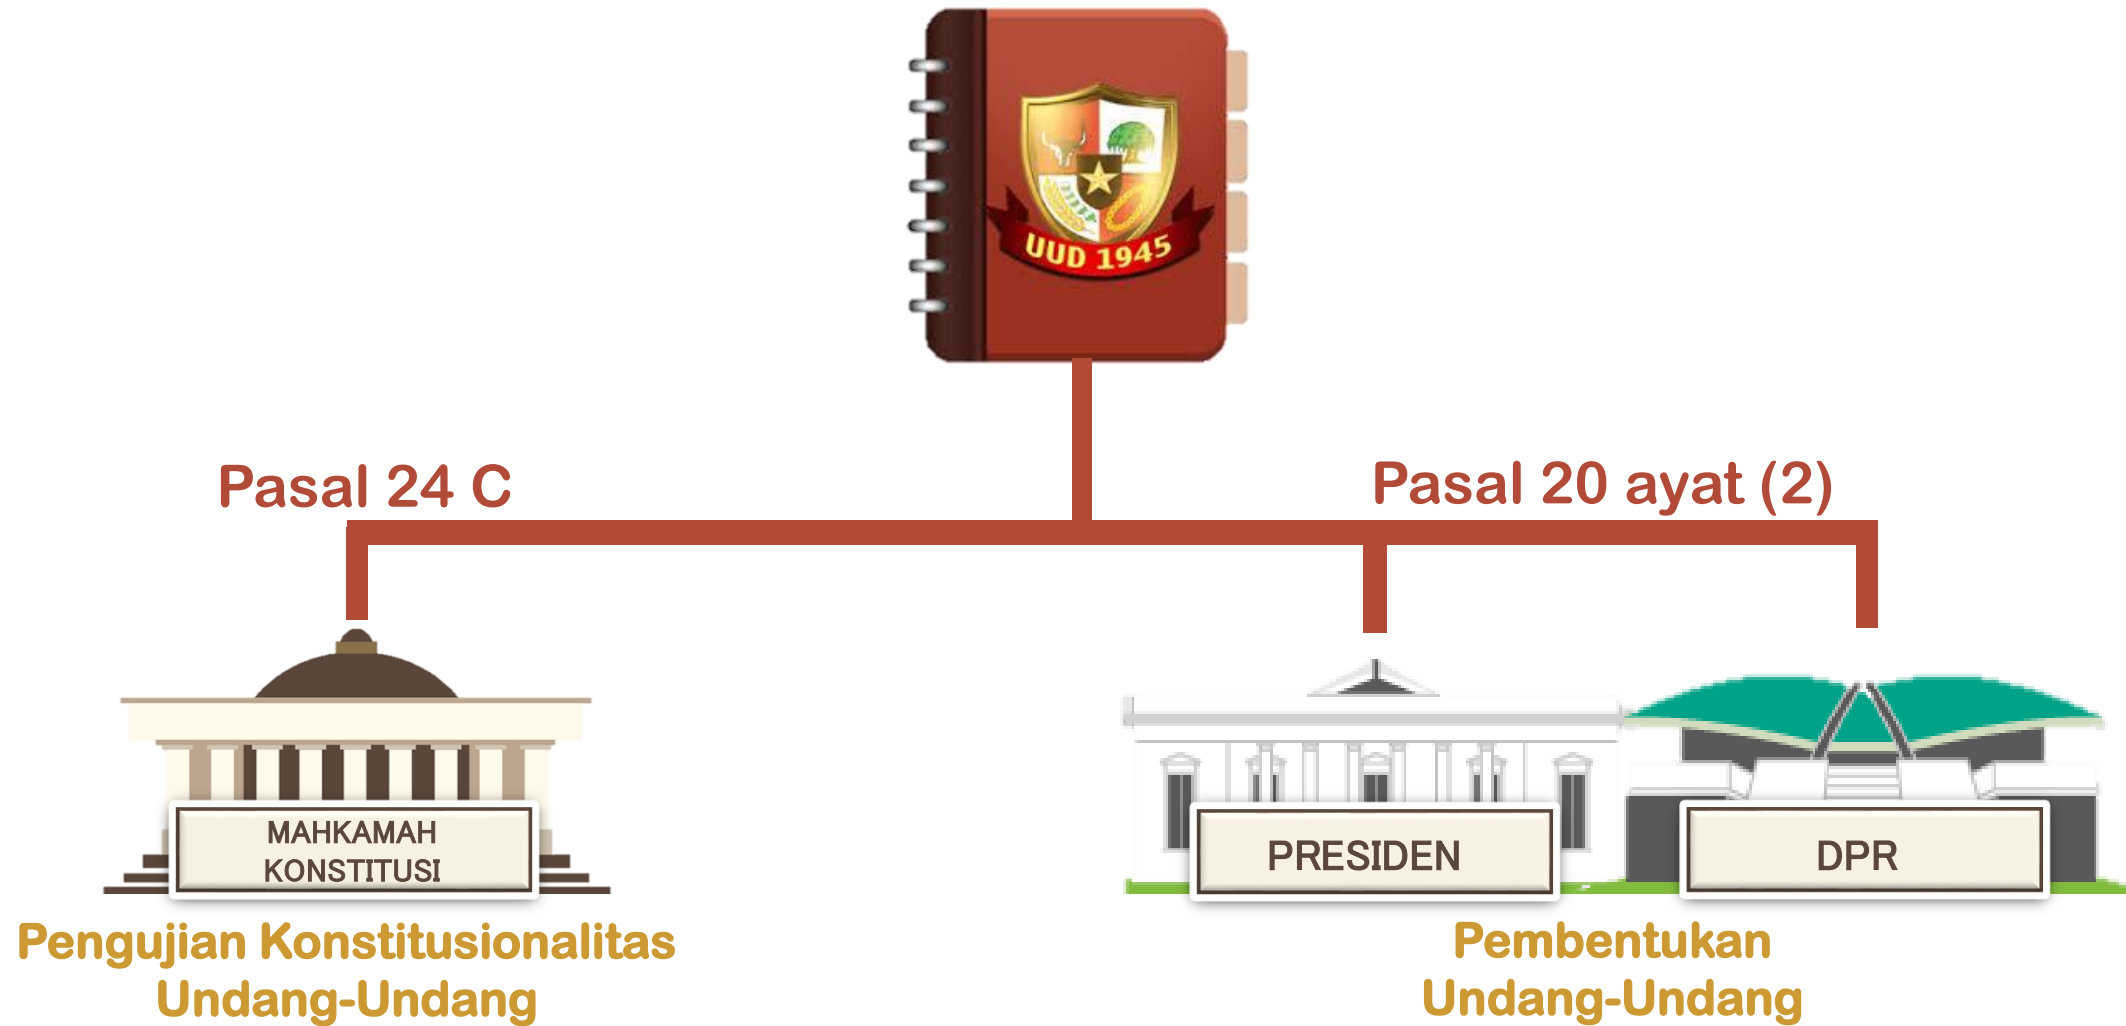 UUD 1945
Pasal 24 C
Pasal 20 ayat (2)
MAHKAMAH
KONSTITUSI
PRESIDEN
DPR
Pengujian Konstitusionalitas
Undang-Undang
Pembentukan
Undang-Undang